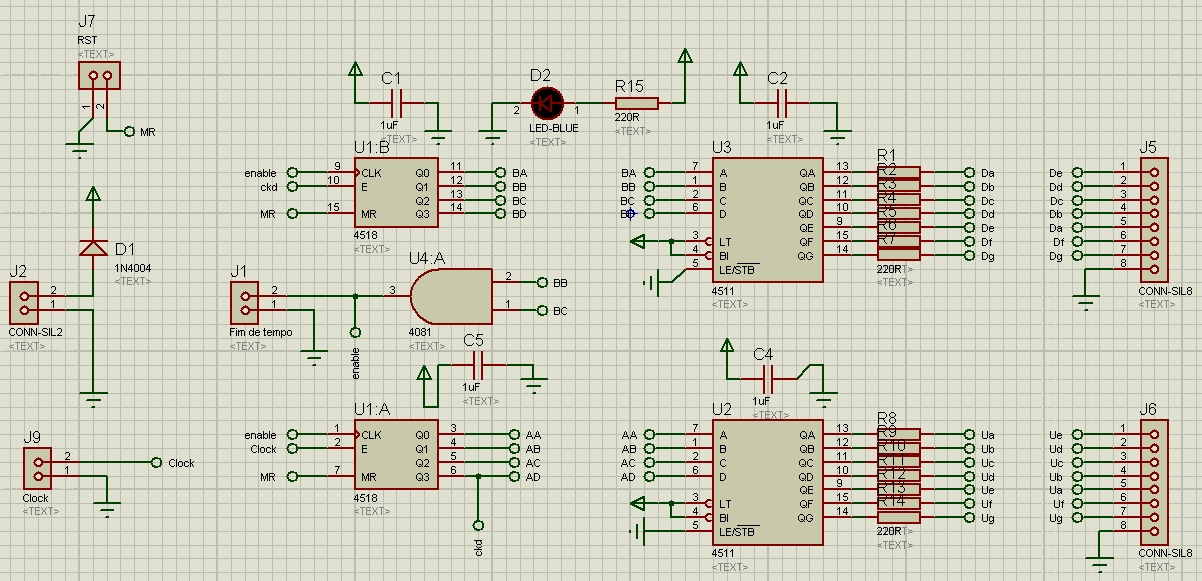 J7
RST
<TEXT>
1
2
MR
C1
1uF
<TEXT>
D2
2
1
LED-BLUE
<TEXT>
R15
220R
<TEXT>
C2
1uF
<TEXT>
U1:B
enable
9
CLK
Q0
11
BA
ckd
10
E
Q1
12
BB
Q2
13
BC
MR
15
MR
Q3
14
BD
4518
<TEXT>
U3
BA
7
A
QA
13
BB
1
B
QB
12
BC
2
C
QC
11
6
D
QD
10
QE
9
3
LT
QF
15
4
BI
QG
14
5
LE/STB
4511
<TEXT>
R1
R2
R3
R4
R5
R6
R7
220R
<TEXT>
Da
Db
Dc
Dd
De
Df
Dg
J5
De
1
Dd
2
Dc
3
Db
4
Da
5
Df
6
Dg
7
8
CONN-SIL8
<TEXT>
D1
1N4004
<TEXT>
J2
2
1
CONN-SIL2
<TEXT>
J1
2
1
Fim de tempo
<TEXT>
enable
U4:A
3
2
BB
1
BC
4081
<TEXT>
C5
1uF
<TEXT>
C4
1uF
<TEXT>
J9
2
Clock
1
Clock
<TEXT>
U1:A
enable
1
CLK
Q0
3
AA
Clock
2
E
Q1
4
AB
Q2
5
AC
MR
7
MR
Q3
6
AD
4518
<TEXT>
ckd
U2
AA
7
A
QA
13
AB
1
B
QB
12
AC
2
C
QC
11
AD
6
D
QD
10
QE
9
3
LT
QF
15
4
BI
QG
14
5
LE/STB
4511
<TEXT>
R8
R9
R10
R11
R12
R13
R14
220R
<TEXT>
Ua
Ub
Uc
Ud
Ue
Uf
Ug
J6
Ue
1
Ud
2
Uc
3
Ub
4
Ua
5
Uf
6
Ug
7
8
CONN-SIL8
<TEXT>